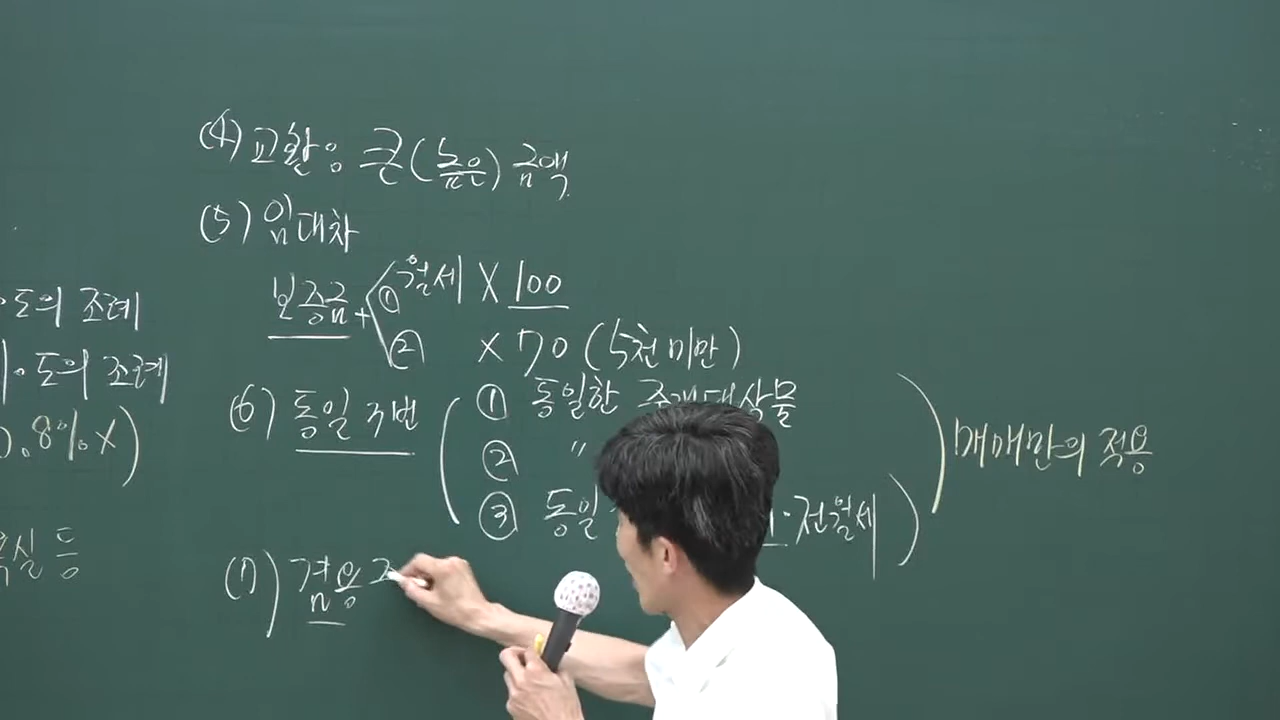 도의 조례
도의 조례
0.8% X)
실 등
(4) 교환은 큰(높은) 금액
(5) 임대차
보증금 + ① 월세 X 100
② X 70 (5천미만)
(6) 동일 주번
① 동일한 중개대상물
② "
③ 동일 · 전월세
매매만의 적용
(7) 겸용